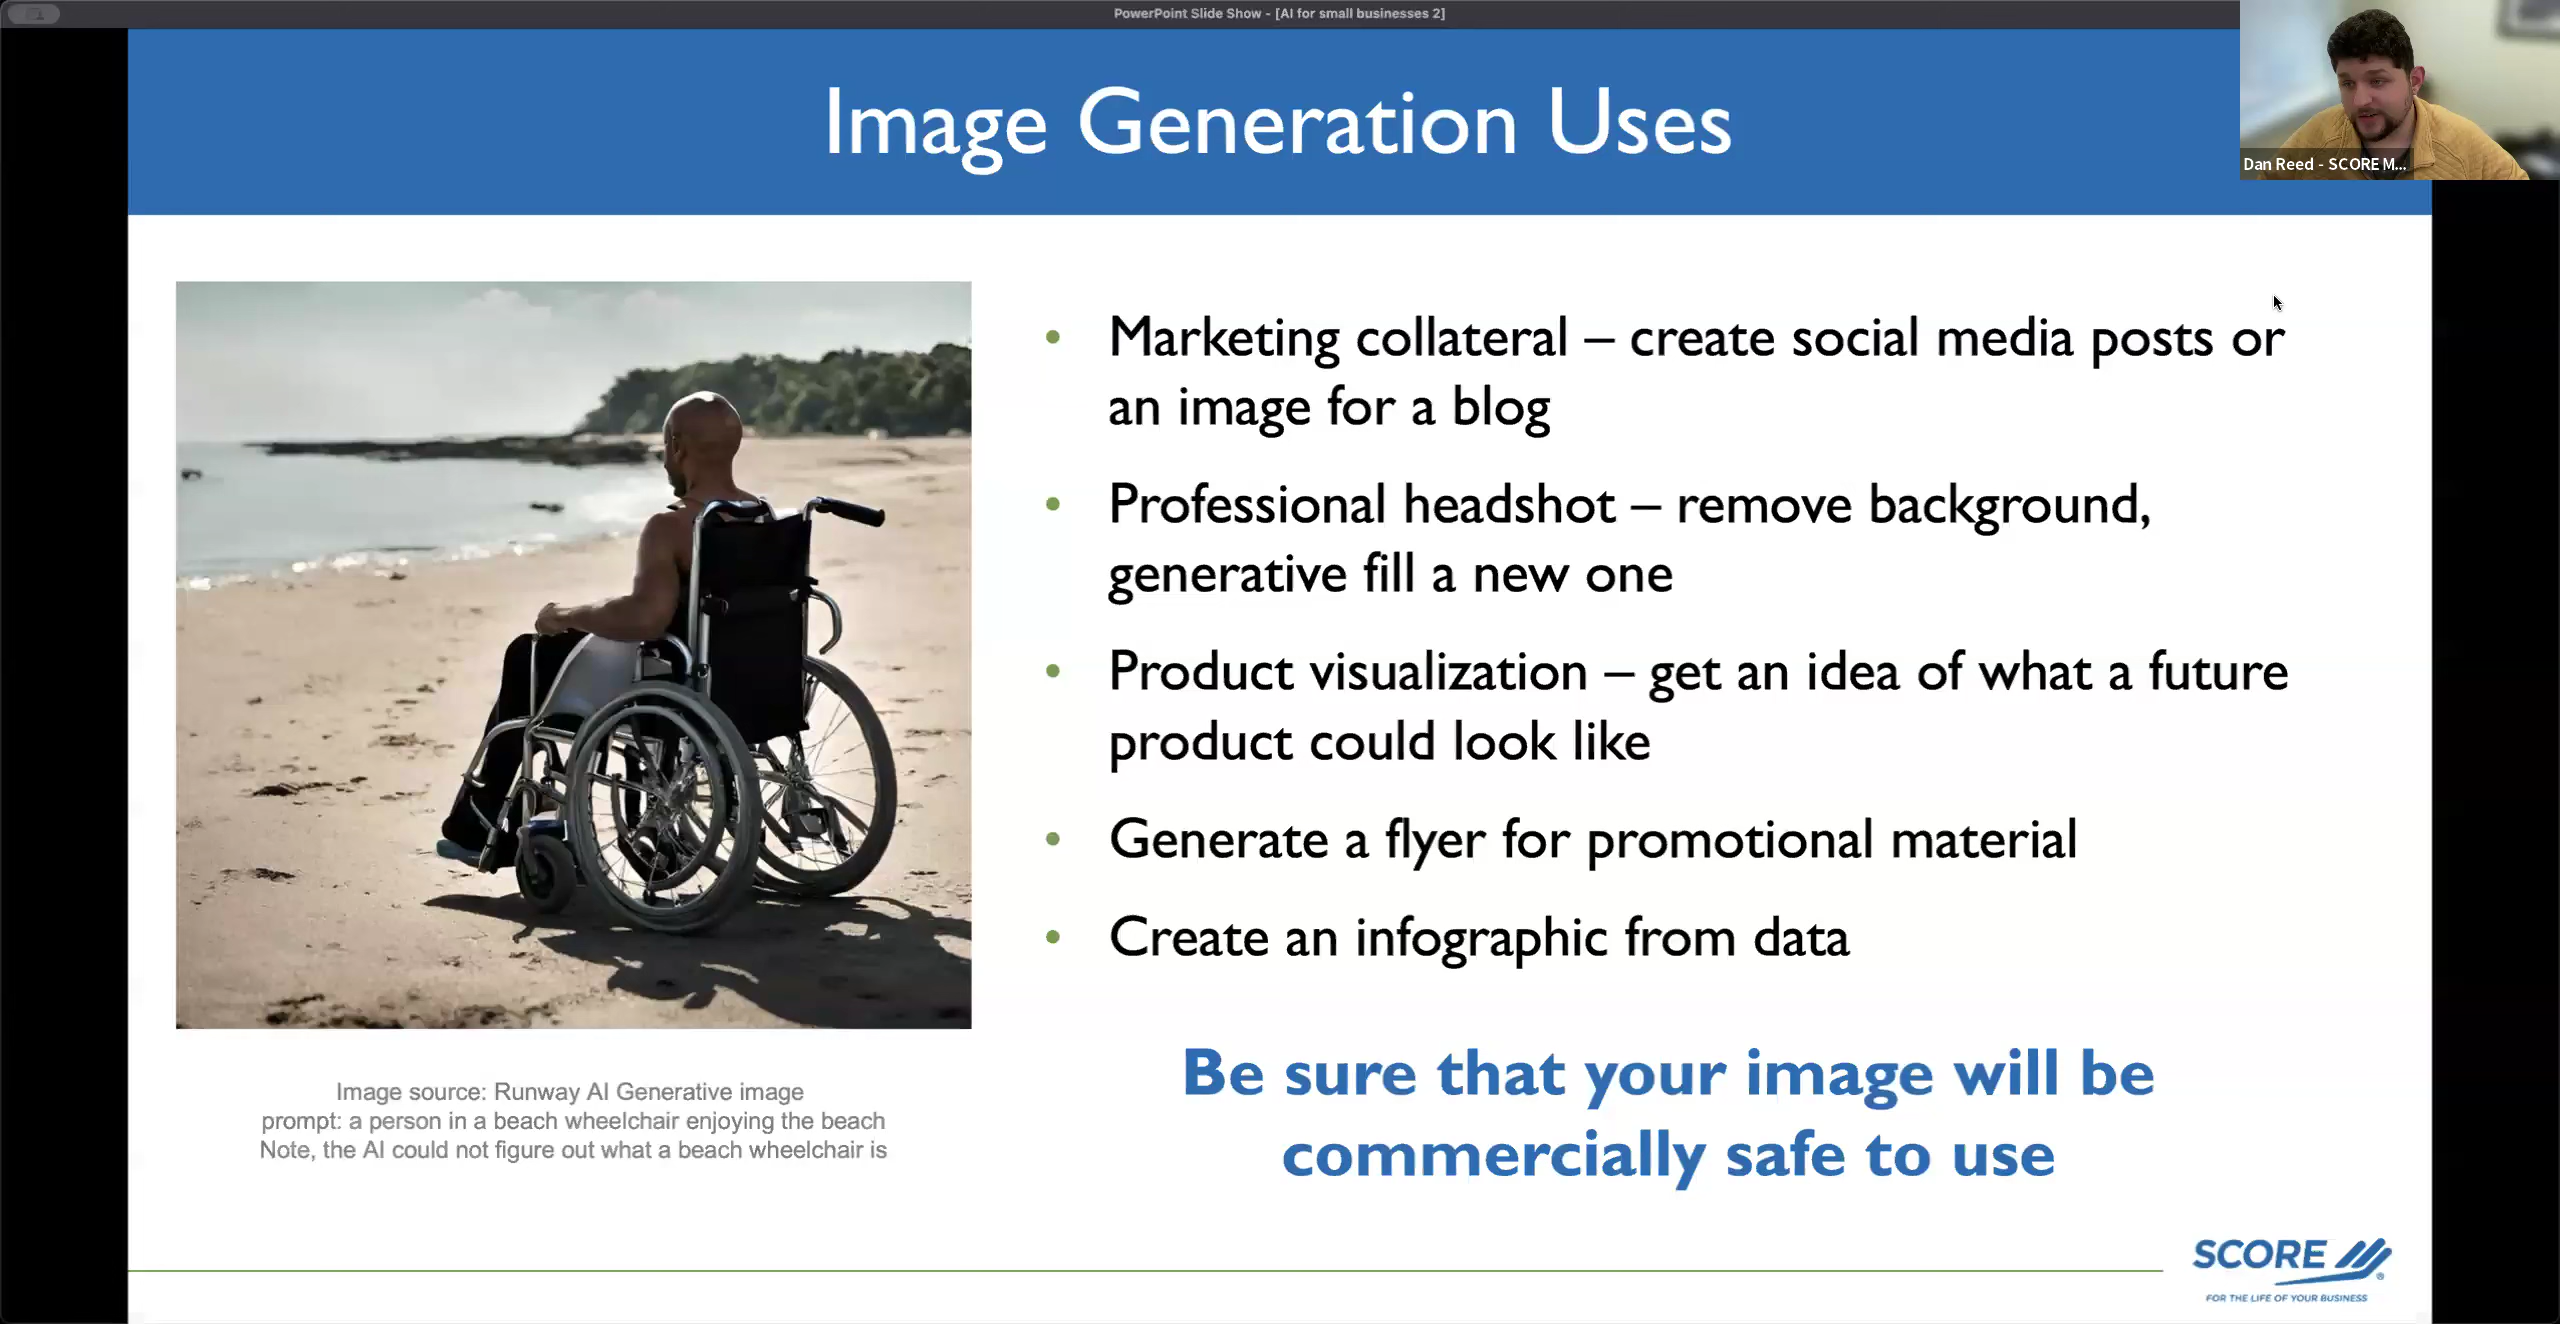 PowerPoint Slide Show - [AI for small businesses 2]
Image Generation Uses
Dan Reed - SCORE M...
• Marketing collateral – create social media posts or
an image for a blog
• Professional headshot – remove background,
generative fill a new one
• Product visualization – get an idea of what a future
product could look like
• Generate a flyer for promotional material
• Create an infographic from data
Be sure that your image will be
commercially safe to use
Image source: Runway AI Generative image
prompt: a person in a beach wheelchair enjoying the beach
Note, the AI could not figure out what a beach wheelchair is
SCORE
®
FOR THE LIFE OF YOUR BUSINESS